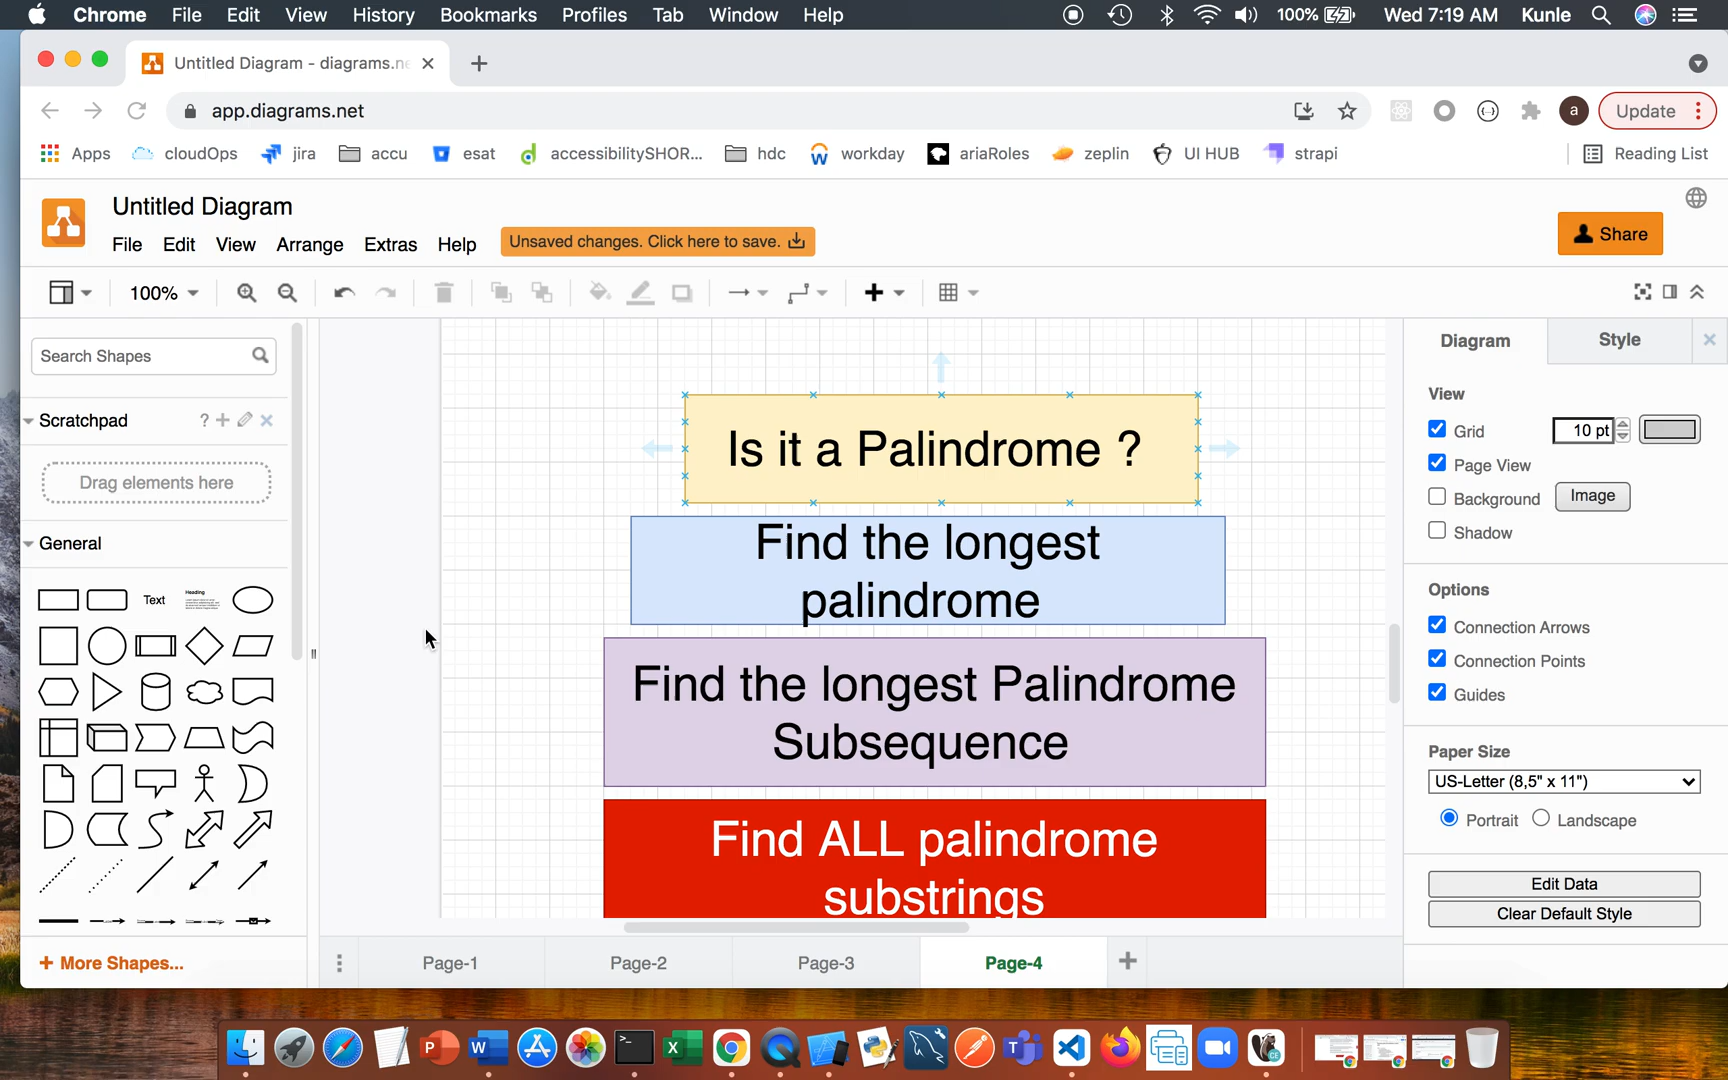 Chrome File Edit View History Bookmarks Profiles Tab Window Help 100% Wed 7:19 AM Kunle
Untitled Diagram - diagrams.ne
app.diagrams.net a Update
Apps cloudOps jira accu esat accessibilitySHOR... hdc workday ariaRoles zeplin UI HUB strapi Reading List
Untitled Diagram
File Edit View Arrange Extras Help Unsaved changes. Click here to save. Share
100%
Search Shapes
Scratchpad ?
Drag elements here
General
Text Heading
More Shapes...
Is it a Palindrome ?
Find the longest
palindrome
Find the longest Palindrome
Subsequence
Find ALL palindrome
substrings
Page-1 Page-2 Page-3 Page-4
Diagram Style
View
Grid 10 pt
Page View
Background Image
Shadow
Options
Connection Arrows
Connection Points
Guides
Paper Size
US-Letter (8,5" x 11")
Portrait Landscape
Edit Data
Clear Default Style